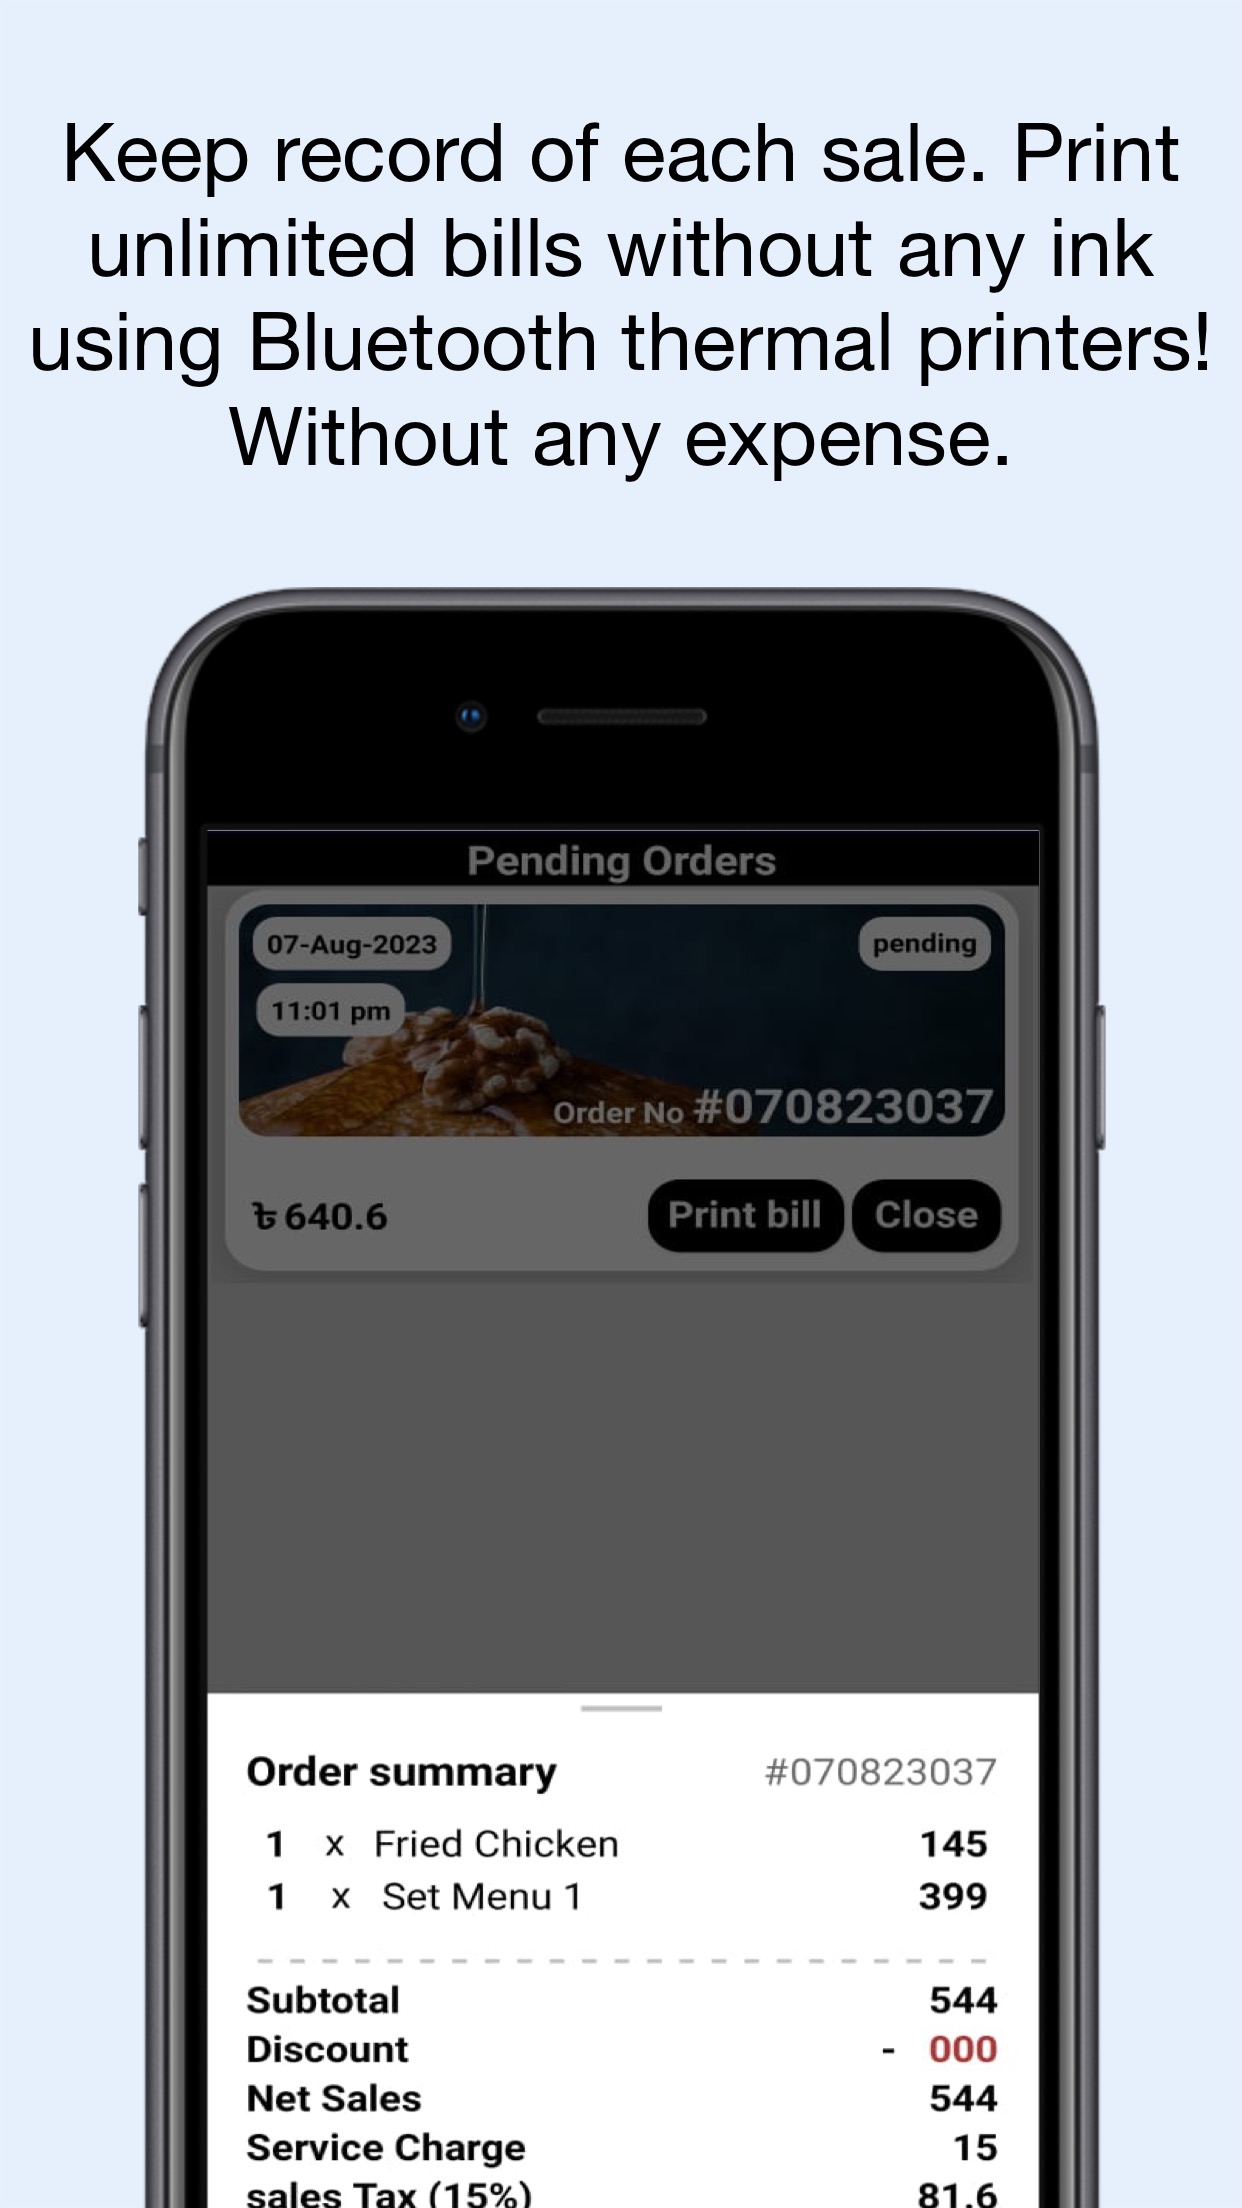 Keep record of each sale. Print
unlimited bills without any ink
using Bluetooth thermal printers!
Without any expense.
Pending Orders
07-Aug-2023 pending
11:01 pm
Order No #070823037
৳ 640.6 Print bill Close
Order summary #070823037
1 x Fried Chicken 145
1 x Set Menu 1 399
Subtotal 544
Discount - 000
Net Sales 544
Service Charge 15
sales Tax (15%) 81.6